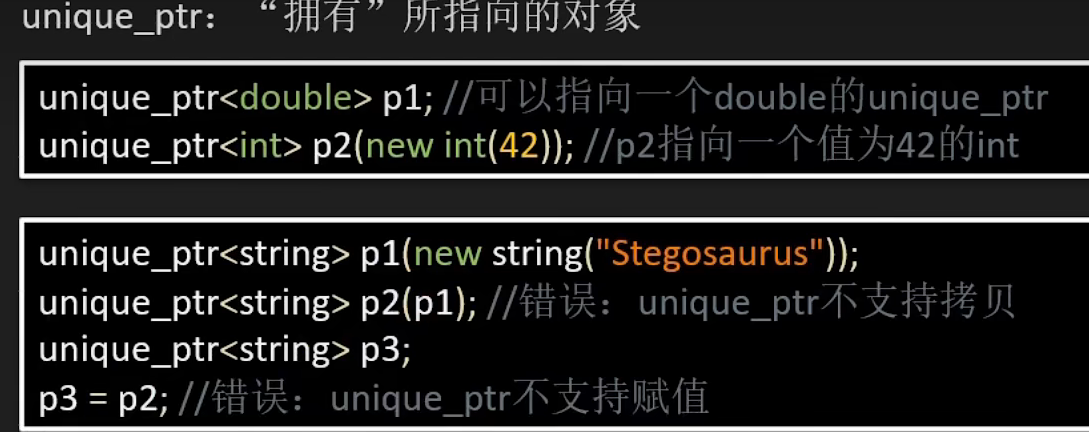 unique_ptr：“拥有”所指向的对象
unique_ptr<double> p1; //可以指向一个double的unique_ptr
unique_ptr<int> p2(new int(42)); //p2指向一个值为42的int
unique_ptr<string> p1(new string("Stegosaurus"));
unique_ptr<string> p2(p1); //错误：unique_ptr不支持拷贝
unique_ptr<string> p3;
p3 = p2; //错误：unique_ptr不支持赋值